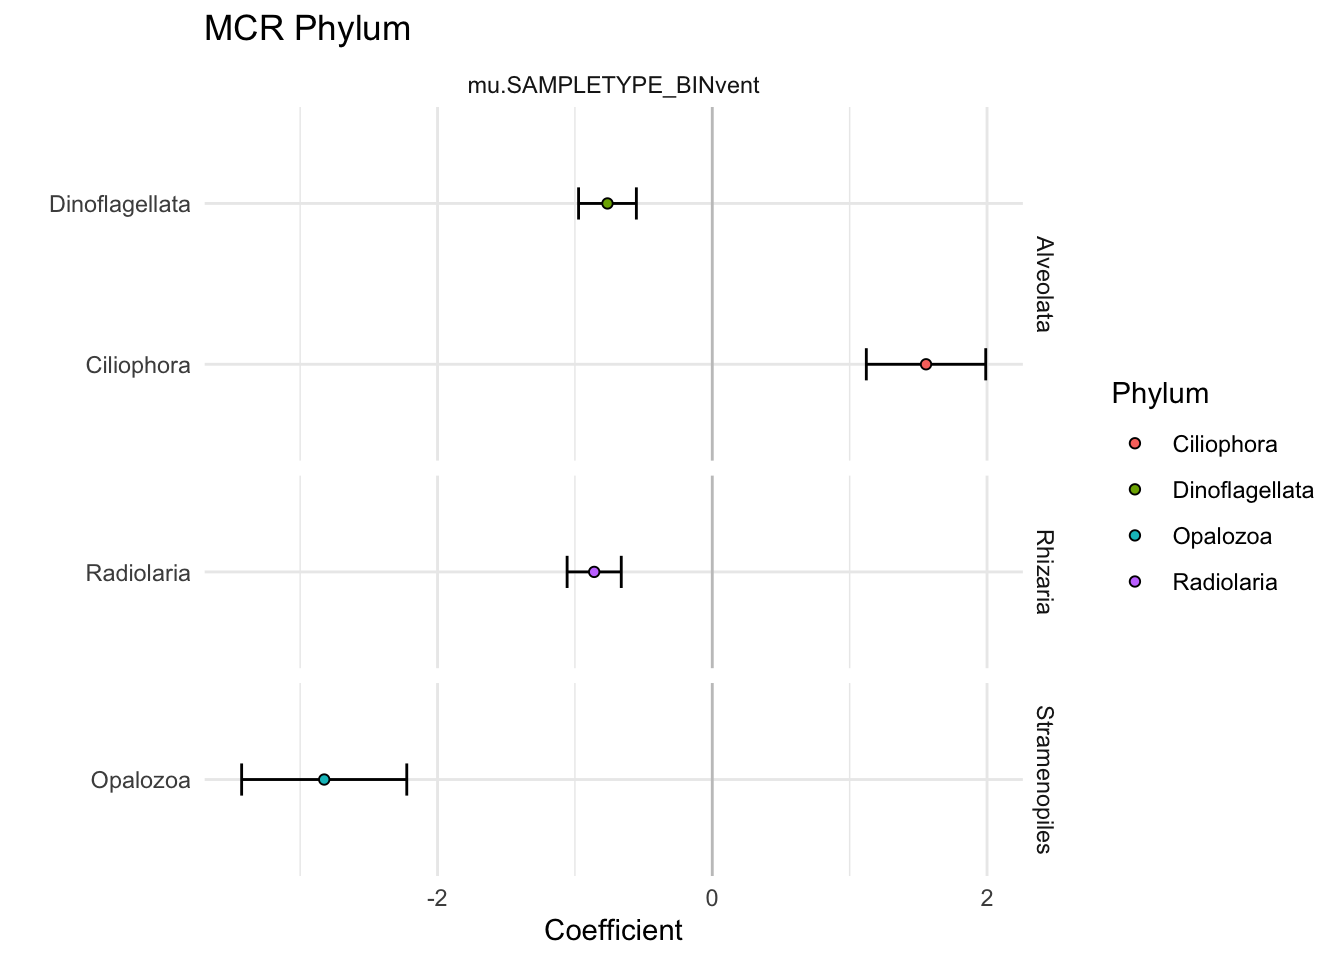 MCR Phylum
mu.SAMPLETYPE_BINvent
Dinoflagellata
Ciliophora
Alveolata
Radiolaria
Rhizaria
Opalozoa
Stramenopiles
-2 0 2
Coefficient
Phylum
Ciliophora
Dinoflagellata
Opalozoa
Radiolaria